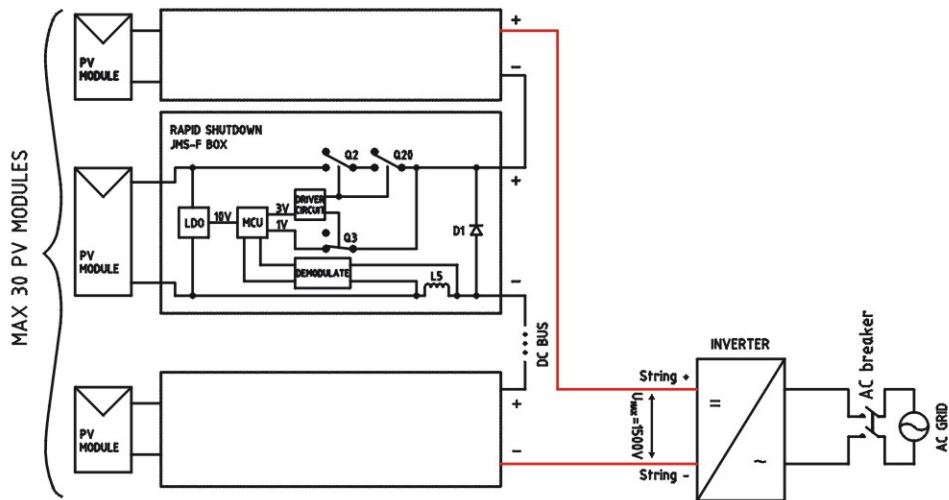 MAX 30 PV MODULES
PV
MODULE
+
−
RAPID SHUTDOWN
JMS-F BOX
Q2
Q20
+
PV
MODULE
LDO
10V
MCU
3V
1V
DRIVER
CIRCUIT
Q3
D1
DEMODULATE
L5
−
DC BUS
PV
MODULE
+
−
String +
Umax=1500V
String -
INVERTER
=
~
AC breaker
AC GRID